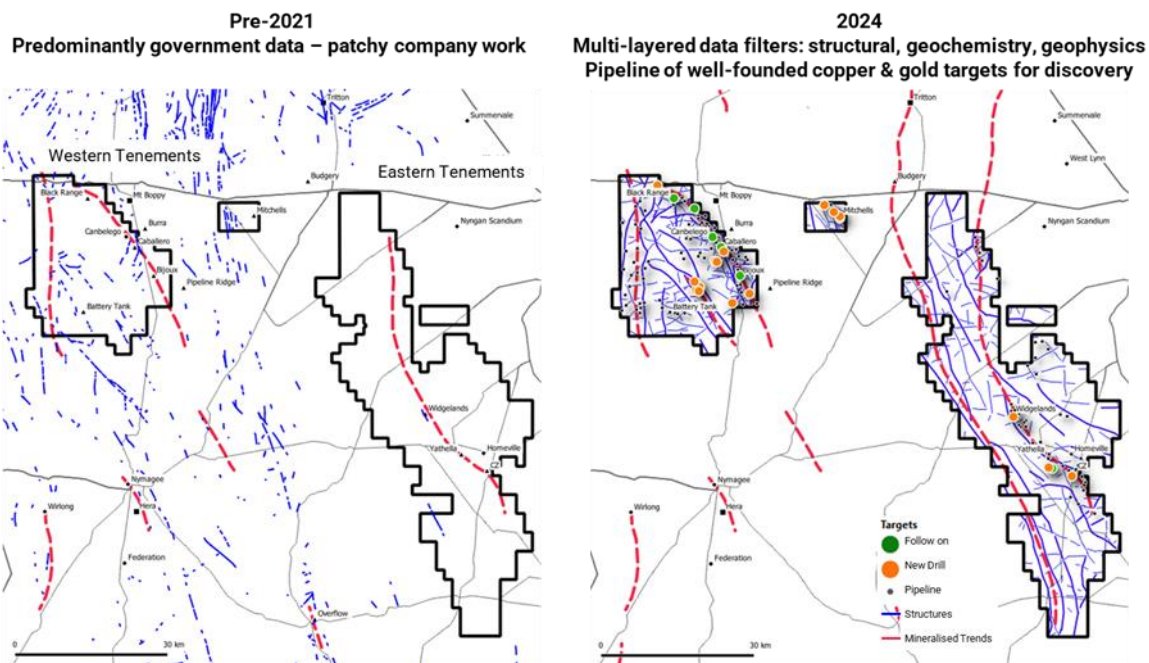 Pre-2021
Predominantly government data – patchy company work
Tritton
Summervale
Western Tenements
Eastern Tenements
Budgery
Black Range
Mt Boppy
Mitchells
Burra
Nyngan Scandium
Canbelego
Caballero
Bijoux
Pipeline Ridge
Battery Tank
Widgelands
Yathella
Homeville
CZ
Nymagee
Wirlong
Hera
Federation
Overflow
0
30 km
2024
Multi-layered data filters: structural, geochemistry, geophysics
Pipeline of well-founded copper & gold targets for discovery
Tritton
Summervale
West Lynn
Budgery
Black Range
Mt Boppy
Mitchells
Burra
Nyngan Scandium
Canbelego
Caballero
Bijoux
Pipeline Ridge
Battery Tank
Widgelands
Yathella
Homeville
CZ
Nymagee
Wirlong
Hera
Federation
Targets
Follow on
New Drill
Pipeline
Structures
Mineralised Trends
0
30 km